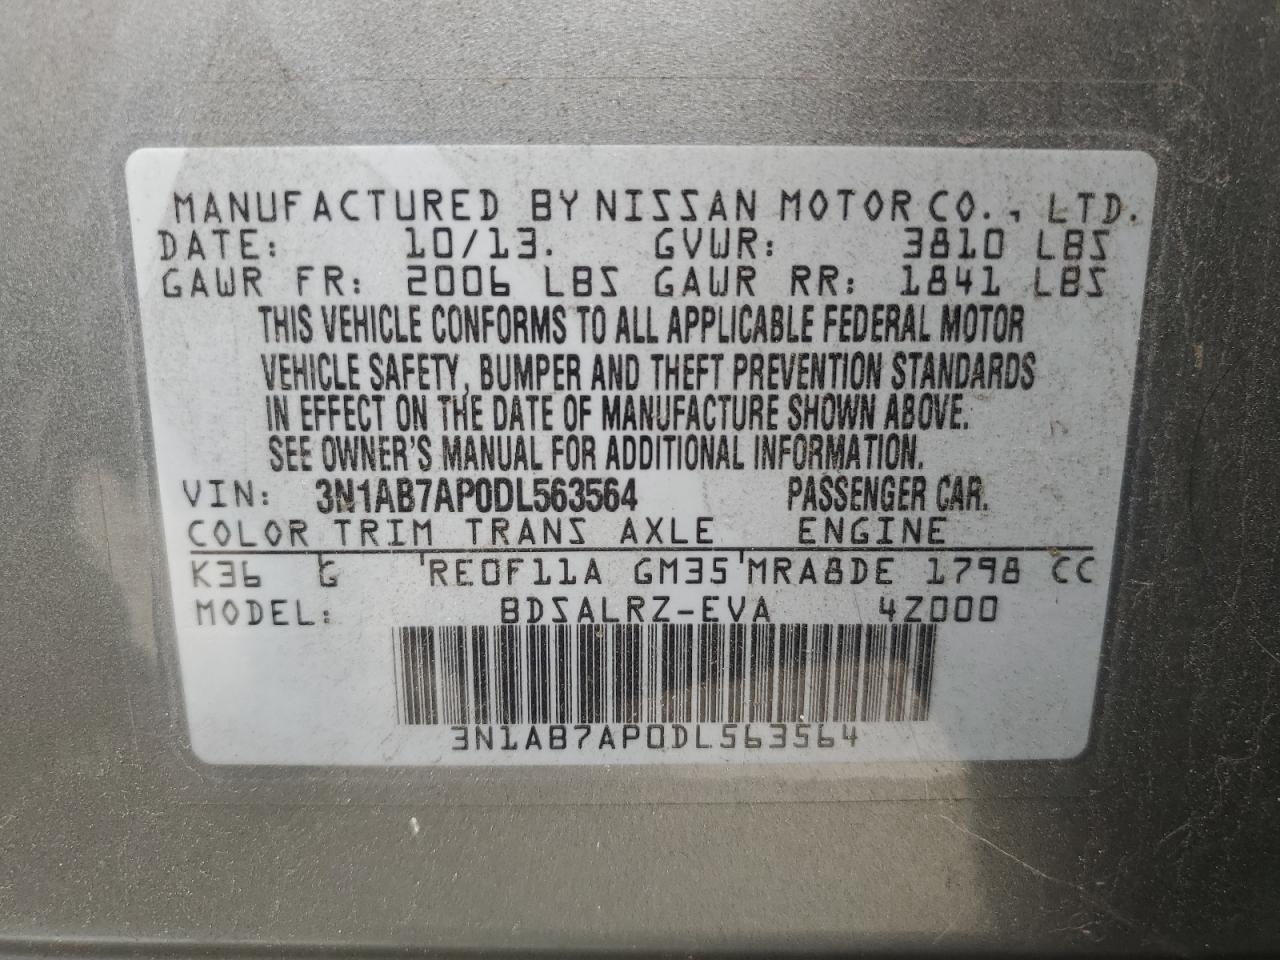 MANUFACTURED BY NISSAN MOTOR CO., LTD.
DATE: 10/13. GVWR: 3810 LBS
GAWR FR: 2006 LBS GAWR RR: 1841 LBS
THIS VEHICLE CONFORMS TO ALL APPLICABLE FEDERAL MOTOR
VEHICLE SAFETY, BUMPER AND THEFT PREVENTION STANDARDS
IN EFFECT ON THE DATE OF MANUFACTURE SHOWN ABOVE.
SEE OWNER'S MANUAL FOR ADDITIONAL INFORMATION.
VIN: 3N1AB7AP0DL563564 PASSENGER CAR.
COLOR TRIM TRANS AXLE ENGINE
K36 G RE0F11A GM35 MRA8DE 1798 CC
MODEL: BDSALRZ-EVA 4Z000
3N1AB7AP0DL563564